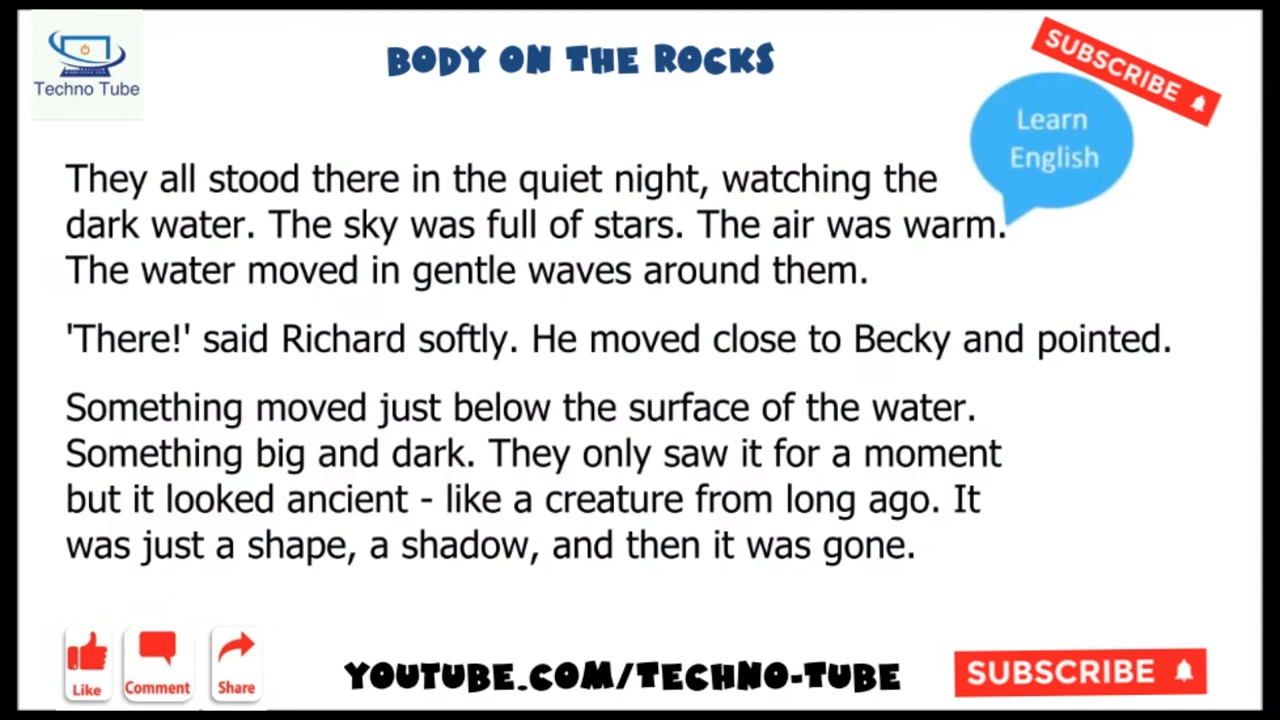 Techno Tube
BODY ON THE ROCKS
SUBSCRIBE
Learn
English
They all stood there in the quiet night, watching the
dark water. The sky was full of stars. The air was warm.
The water moved in gentle waves around them.
'There!' said Richard softly. He moved close to Becky and pointed.
Something moved just below the surface of the water.
Something big and dark. They only saw it for a moment
but it looked ancient - like a creature from long ago. It
was just a shape, a shadow, and then it was gone.
Like
Comment
Share
YOUTUBE.COM/TECHNO-TUBE
SUBSCRIBE